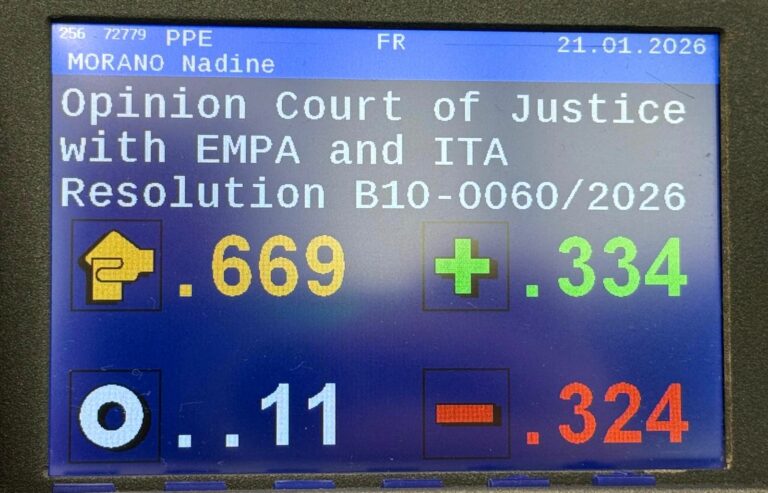 256 72779 PPE FR 21.01.2026
MORANO Nadine
Opinion Court of Justice
with EMPA and ITA
Resolution B10-0060/2026
.669 .334
..11 .324